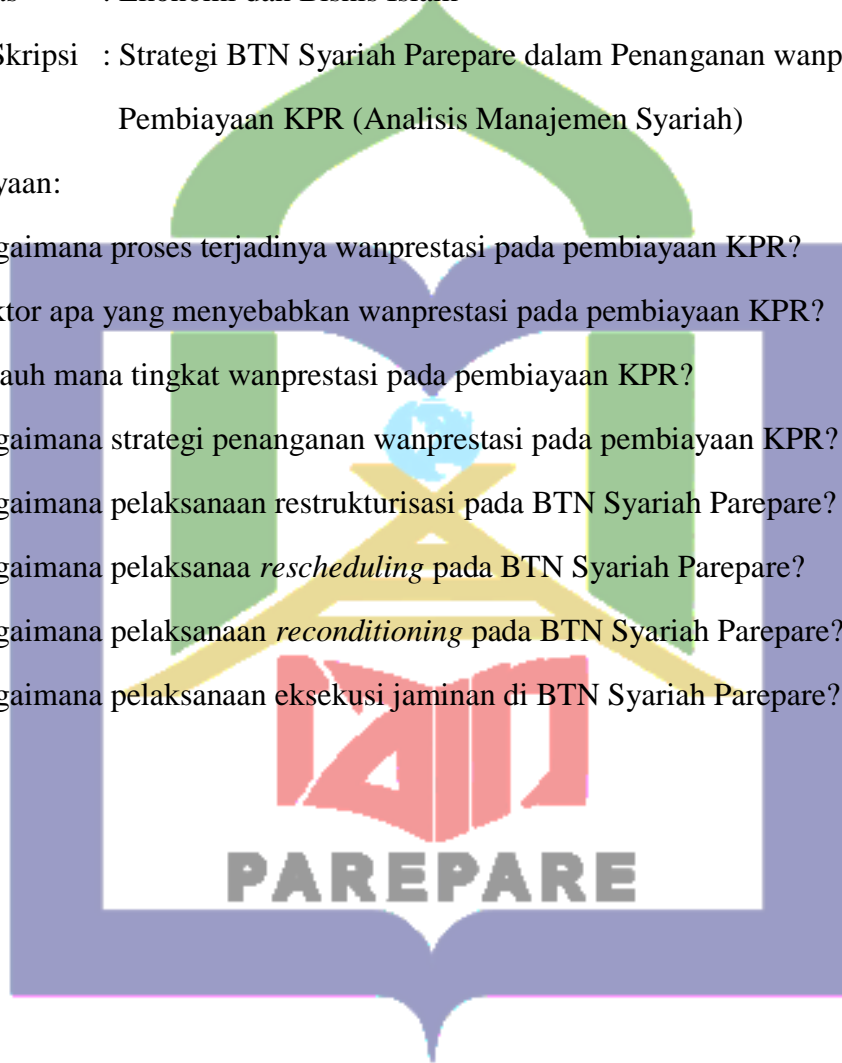 : Ekonomi dan Bisnis Islam
Skripsi : Strategi BTN Syariah Parepare dalam Penanganan wanp
Pembiayaan KPR (Analisis Manajemen Syariah)
yaan:
gaimana proses terjadinya wanprestasi pada pembiayaan KPR?
ktor apa yang menyebabkan wanprestasi pada pembiayaan KPR?
auh mana tingkat wanprestasi pada pembiayaan KPR?
gaimana strategi penanganan wanprestasi pada pembiayaan KPR?
gaimana pelaksanaan restrukturisasi pada BTN Syariah Parepare?
gaimana pelaksanaa rescheduling pada BTN Syariah Parepare?
gaimana pelaksanaan reconditioning pada BTN Syariah Parepare?
gaimana pelaksanaan eksekusi jaminan di BTN Syariah Parepare?
IAIN
PAREPARE